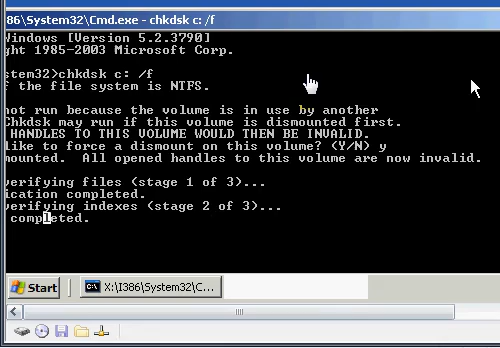 86\System32\Cmd.exe - chkdsk c: /f
Windows [Version 5.2.3790]
ght 1985-2003 Microsoft Corp.
stem32>chkdsk c: /f
f the file system is NTFS.
not run because the volume is in use by another
Chkdsk may run if this volume is dismounted first.
HANDLES TO THIS VOLUME WOULD THEN BE INVALID.
like to force a dismount on this volume? (Y/N) y
mounted.  All opened handles to this volume are now invalid.
verifying files (stage 1 of 3)...
ication completed.
verifying indexes (stage 2 of 3)...
completed.
Start
X:\I386\System32\C...